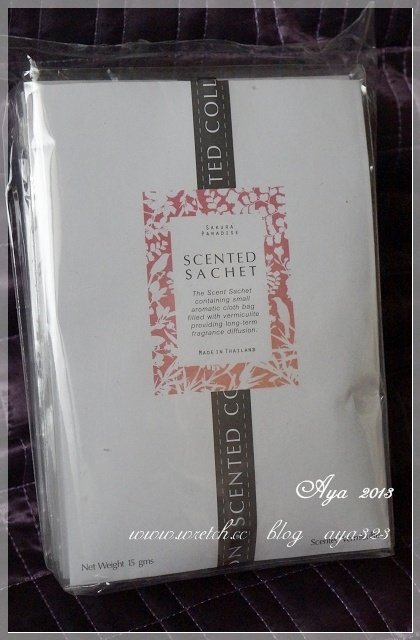 TED COLL
SAKURA
PARADISE
SCENTED
SACHET
The Scent Sachet
containing small
aromatic cloth bag
filled with vermiculite
providing long-term
fragrance diffusion.
MADE IN THAILAND
ON SCENTED CO
Aya 2013
www.wretch.cc blog aya323
Net Weight 15 gms